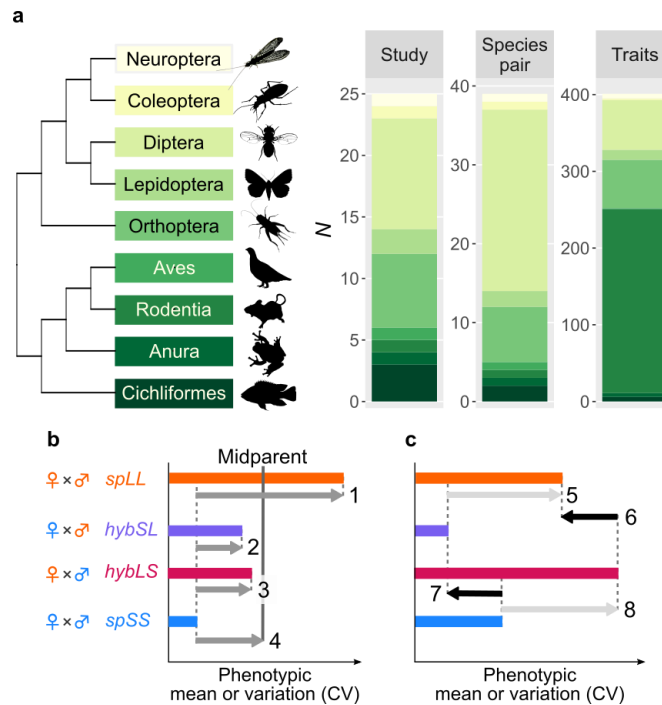 a
Neuroptera
Coleoptera
Diptera
Lepidoptera
Orthoptera
Aves
Rodentia
Anura
Cichliformes
N
Study
25
20
15
10
5
0
Species
pair
40
30
20
10
0
Traits
400
300
200
100
0
b
Midparent
♀×♂ spLL
1
♀×♂ hybSL
2
♀×♂ hybLS
3
♀×♂ spSS
4
Phenotypic
mean or variation (CV)
c
5
6
7
8
Phenotypic
mean or variation (CV)